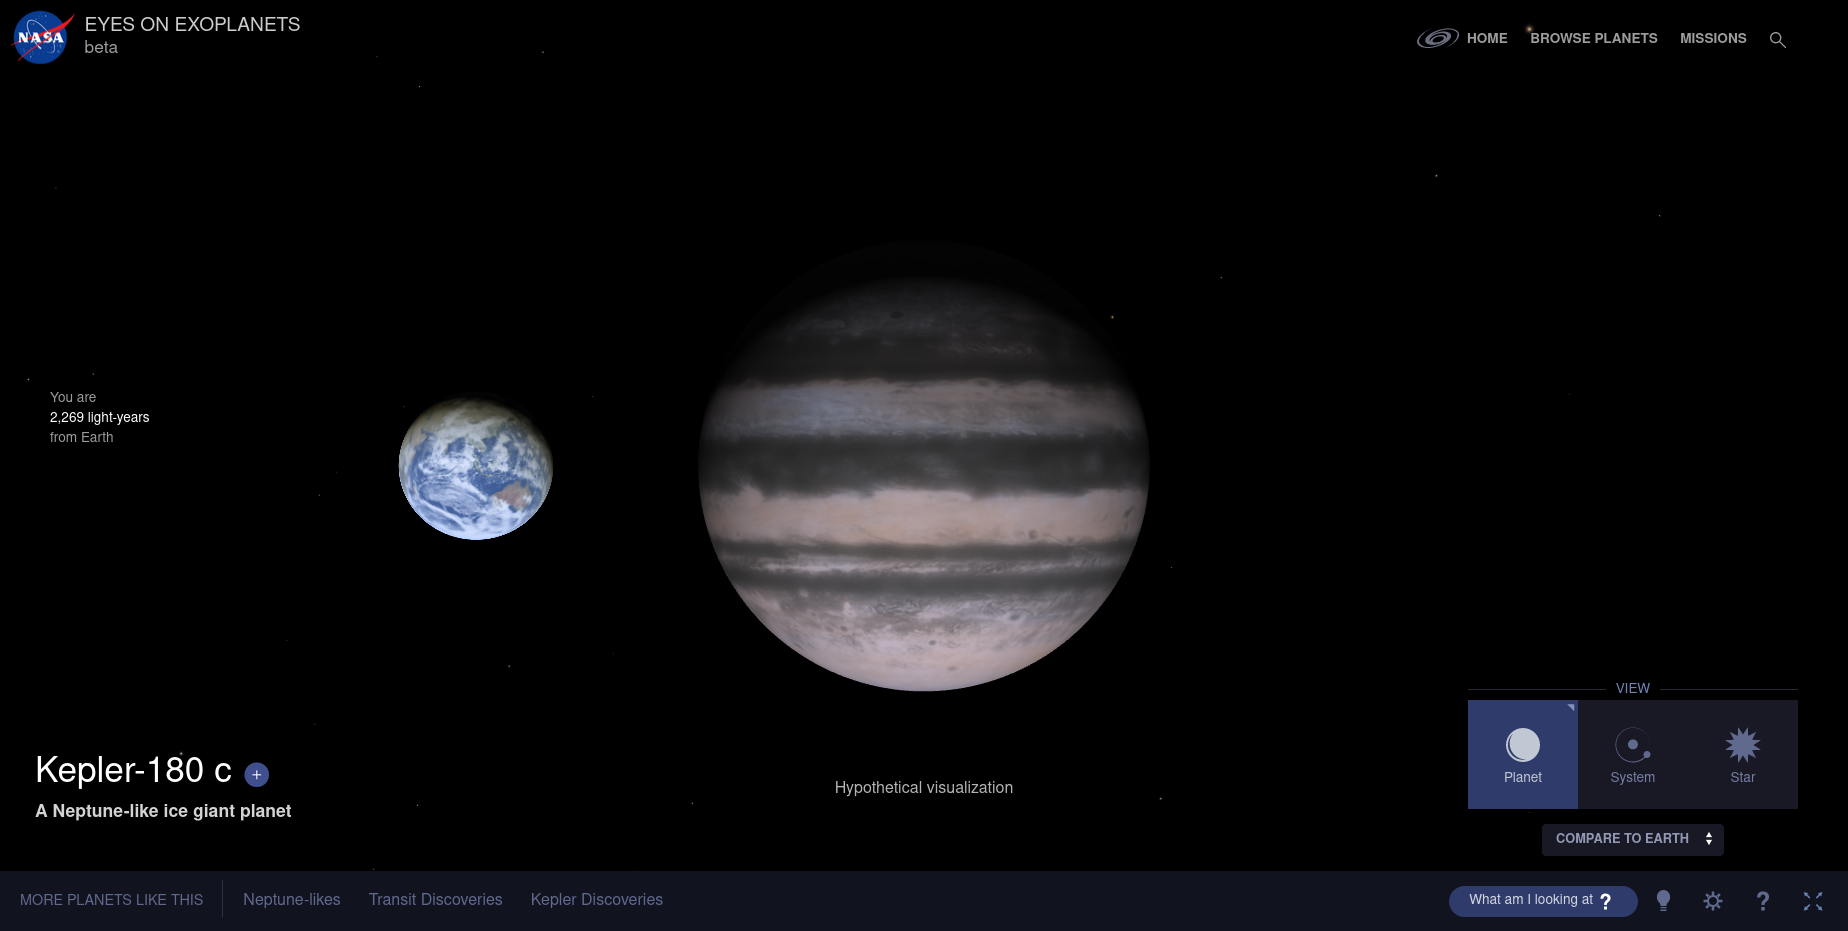 NASA
EYES ON EXOPLANETS
beta
HOME
BROWSE PLANETS
MISSIONS
You are
2,269 light-years
from Earth
Kepler-180 c +
A Neptune-like ice giant planet
Hypothetical visualization
VIEW
Planet
System
Star
COMPARE TO EARTH
MORE PLANETS LIKE THIS
Neptune-likes
Transit Discoveries
Kepler Discoveries
What am I looking at ?
?